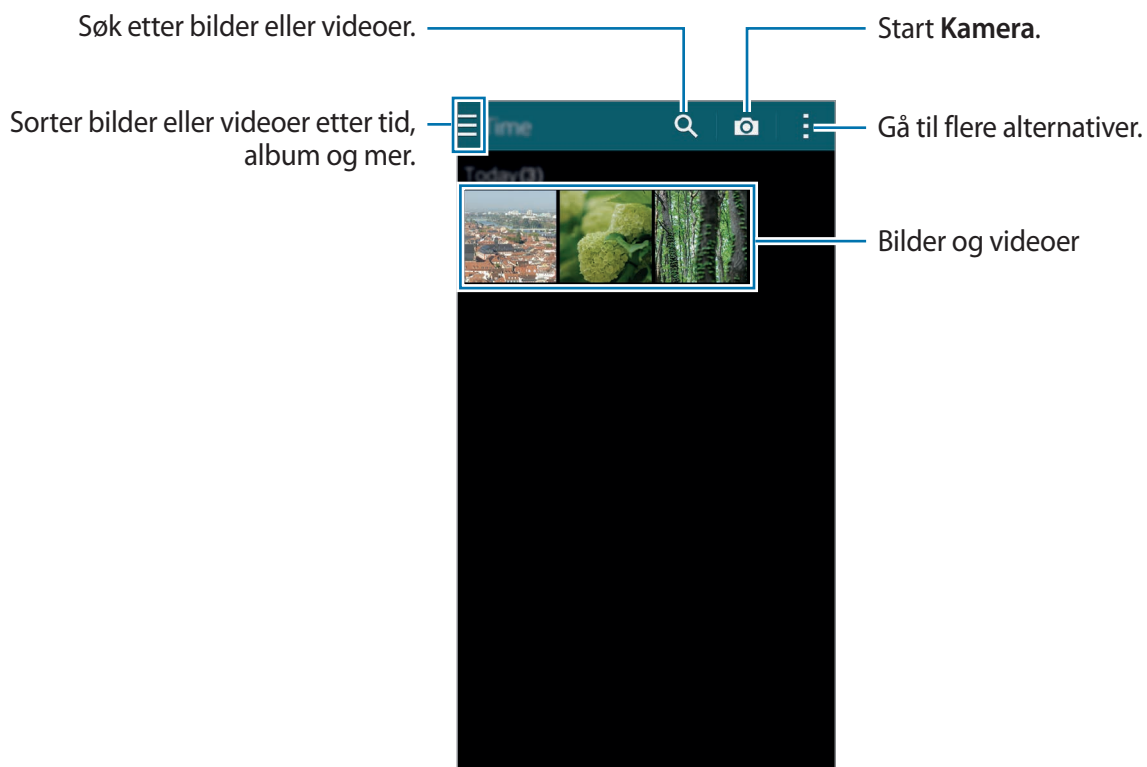 Søk etter bilder eller videoer.
Start Kamera.
Sorter bilder eller videoer etter tid,
album og mer.
Time
Gå til flere alternativer.
Today(3)
Bilder og videoer